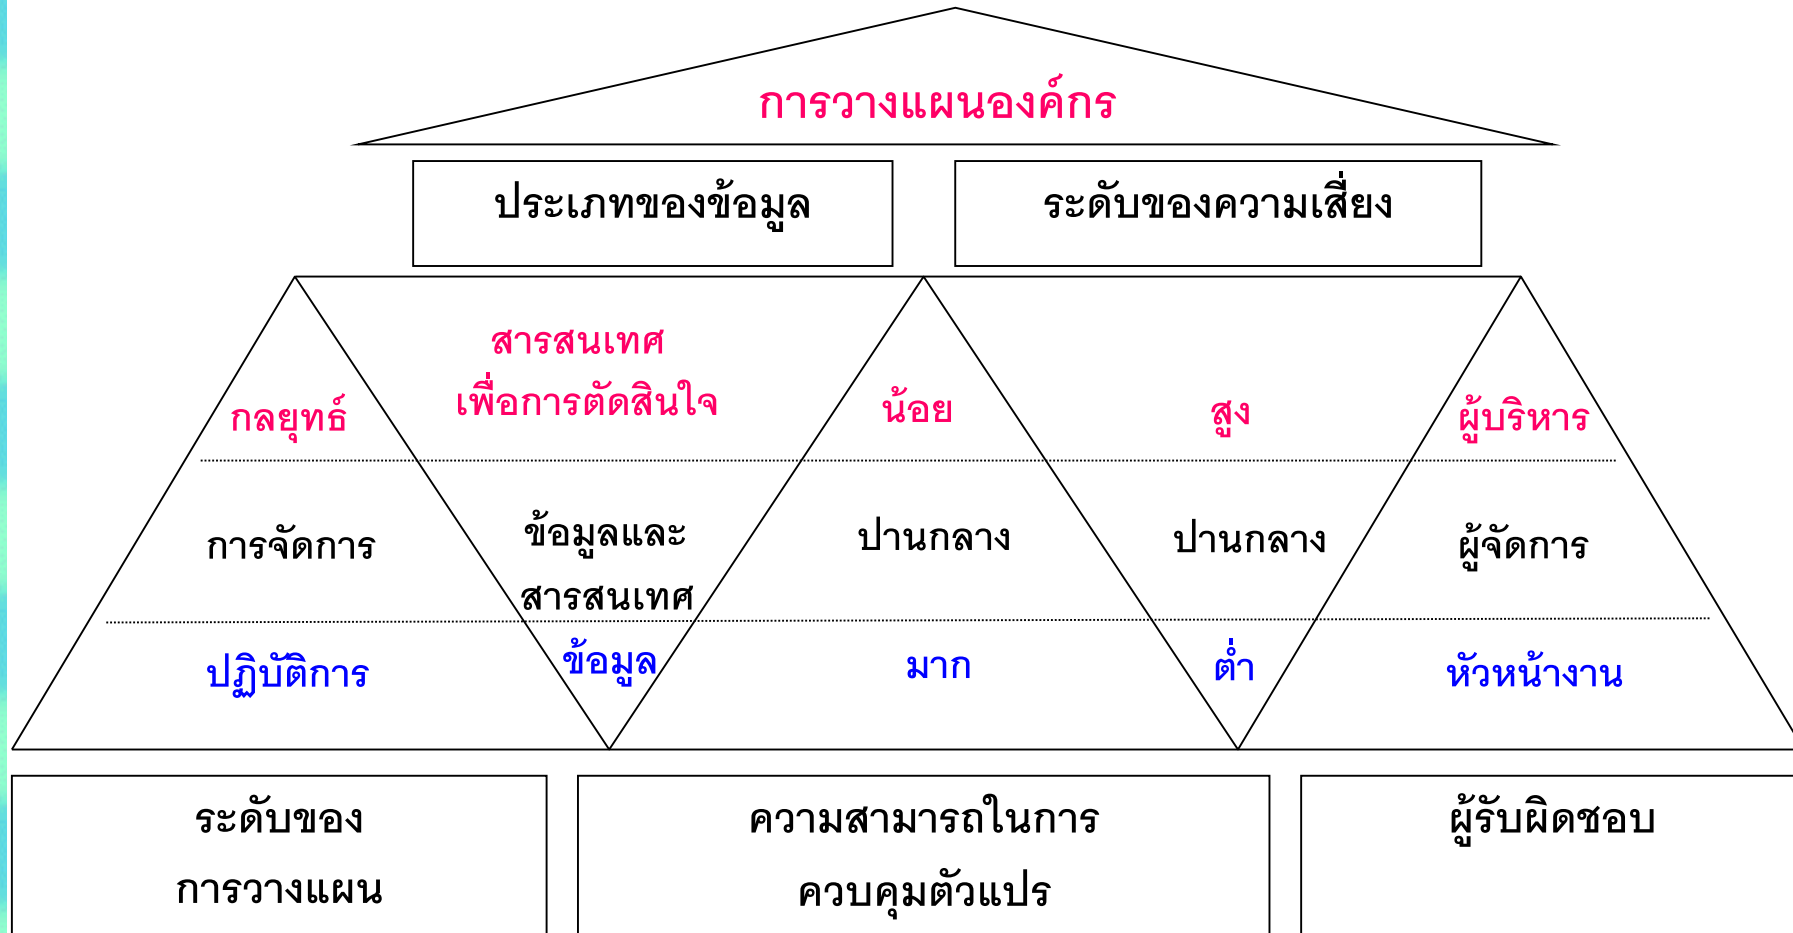 การวางแผนองค์กร
ประเภทของข้อมูล
ระดับของความเสี่ยง
สารสนเทศ
เพื่อการตัดสินใจ
กลยุทธ์
น้อย
สูง
ผู้บริหาร
การจัดการ
ข้อมูลและ
สารสนเทศ
ปานกลาง
ปานกลาง
ผู้จัดการ
ปฏิบัติการ
ข้อมูล
มาก
ต่ำ
หัวหน้างาน
ระดับของ
การวางแผน
ความสามารถในการ
ควบคุมตัวแปร
ผู้รับผิดชอบ